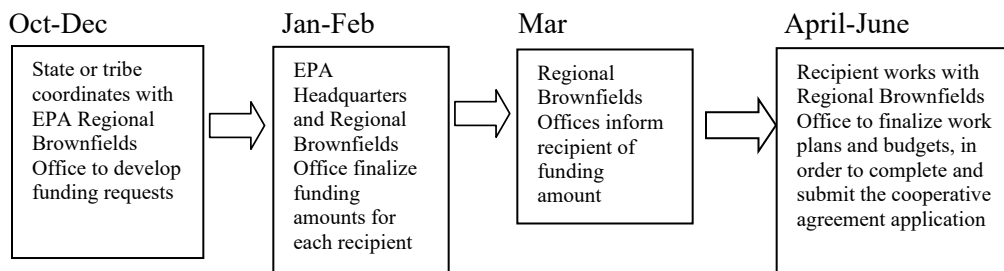 Oct-Dec
State or tribe
coordinates with
EPA Regional
Brownfields
Office to develop
funding requests
Jan-Feb
EPA
Headquarters
and Regional
Brownfields
Office finalize
funding
amounts for
each recipient
Mar
Regional
Brownfields
Offices inform
recipient of
funding
amount
April-June
Recipient works with
Regional Brownfields
Office to finalize work
plans and budgets, in
order to complete and
submit the cooperative
agreement application